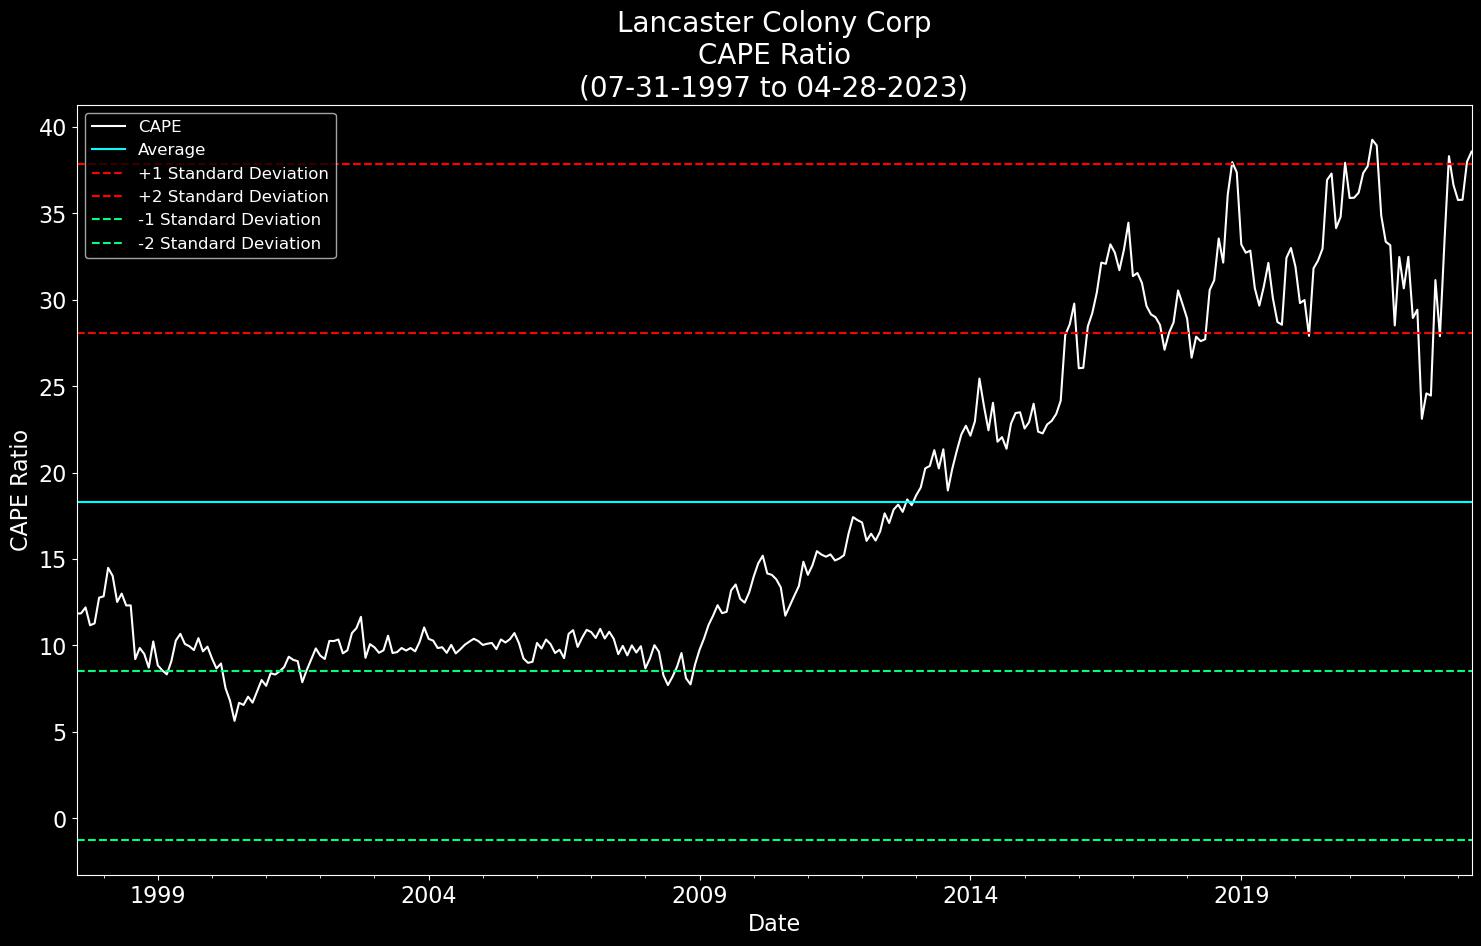 Lancaster Colony Corp
CAPE Ratio
(07-31-1997 to 04-28-2023)
CAPE
Average
+1 Standard Deviation
+2 Standard Deviation
-1 Standard Deviation
-2 Standard Deviation
CAPE Ratio
40
35
30
25
20
15
10
5
0
1999
2004
2009
2014
2019
Date